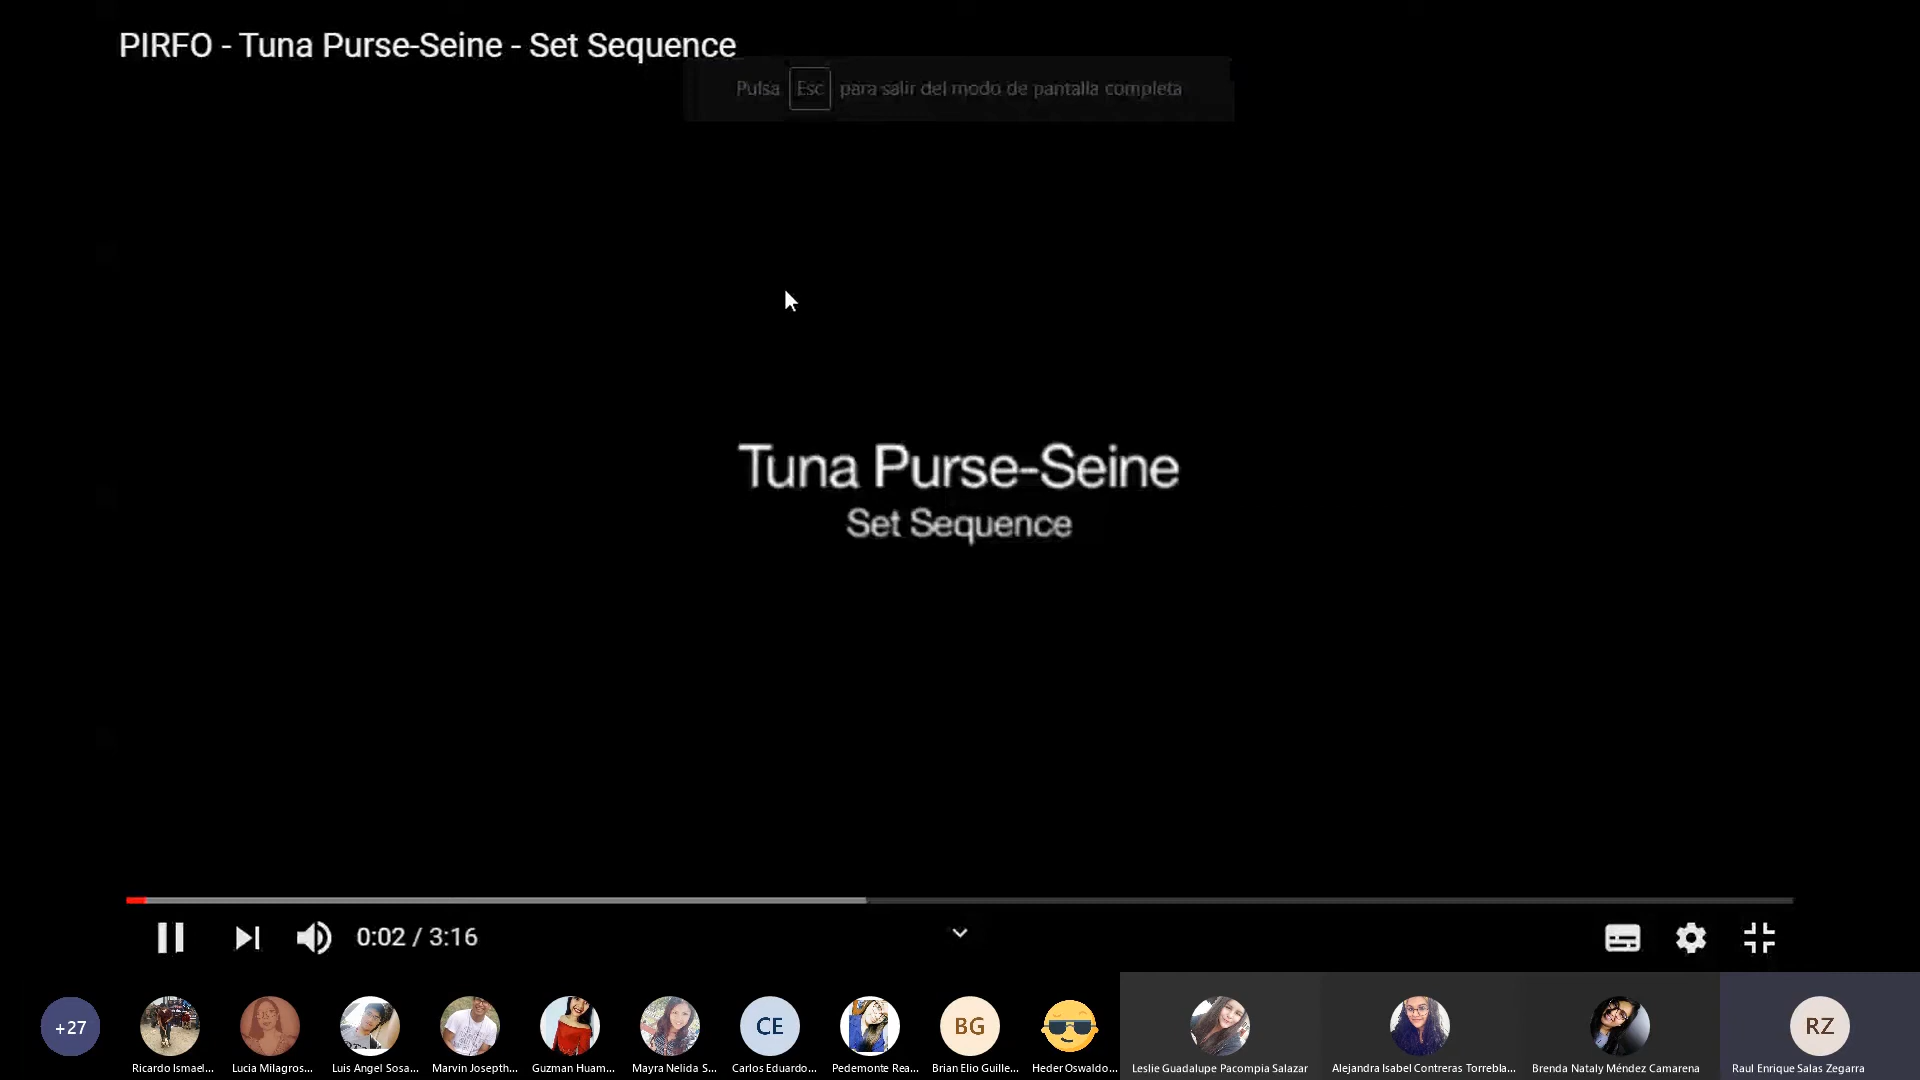 PIRFO - Tuna Purse-Seine - Set Sequence
Pulsa Esc para salir del modo de pantalla completa
Tuna Purse-Seine
Set Sequence
0:02 / 3:16
+27
CE
BG
RZ
Ricardo Ismael...
Lucia Milagros...
Luis Angel Sosa...
Marvin Josepth...
Guzman Huam...
Mayra Nelida S...
Carlos Eduardo...
Pedemonte Rea...
Brian Elio Guille...
Heder Oswaldo...
Leslie Guadalupe Pacompia Salazar
Alejandra Isabel Contreras Torrebla...
Brenda Nataly Méndez Camarena
Raul Enrique Salas Zegarra